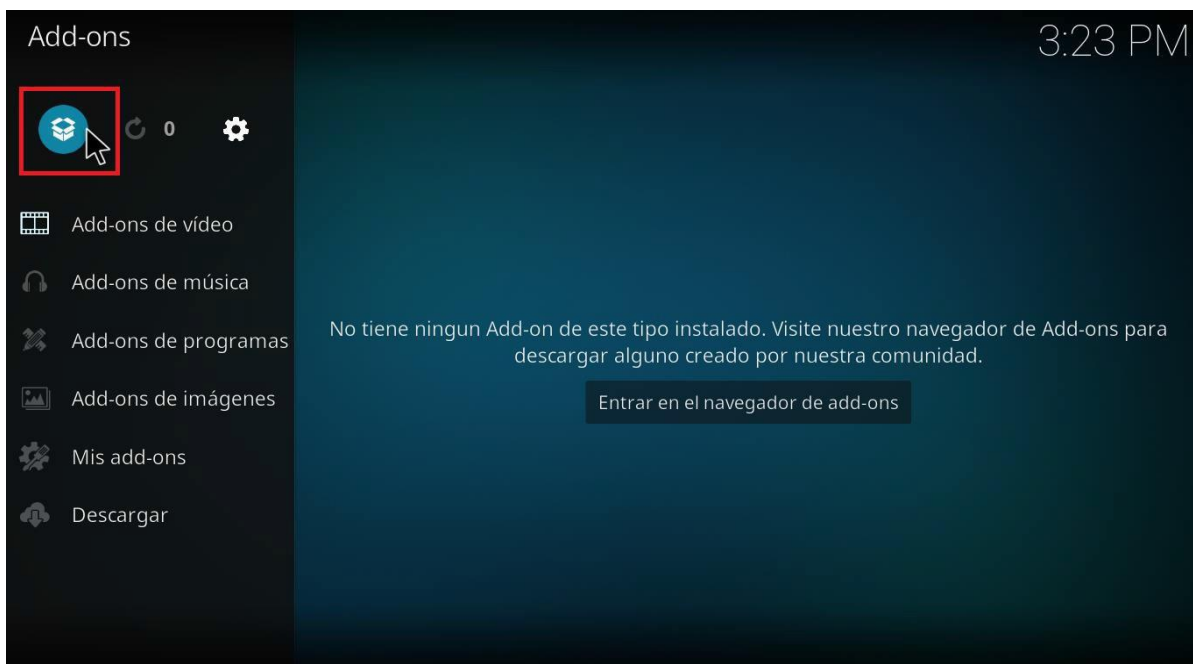 Add-ons
3:23 PM
0
Add-ons de vídeo
Add-ons de música
Add-ons de programas
Add-ons de imágenes
Mis add-ons
Descargar
No tiene ningun Add-on de este tipo instalado. Visite nuestro navegador de Add-ons para
descargar alguno creado por nuestra comunidad.
Entrar en el navegador de add-ons